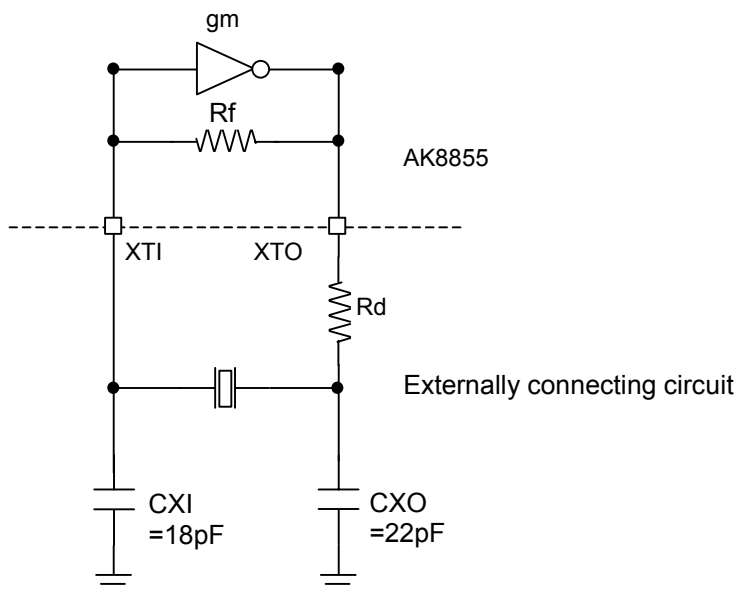 gm
Rf
AK8855
XTI
XTO
Rd
Externally connecting circuit
CXI
=18pF
CXO
=22pF